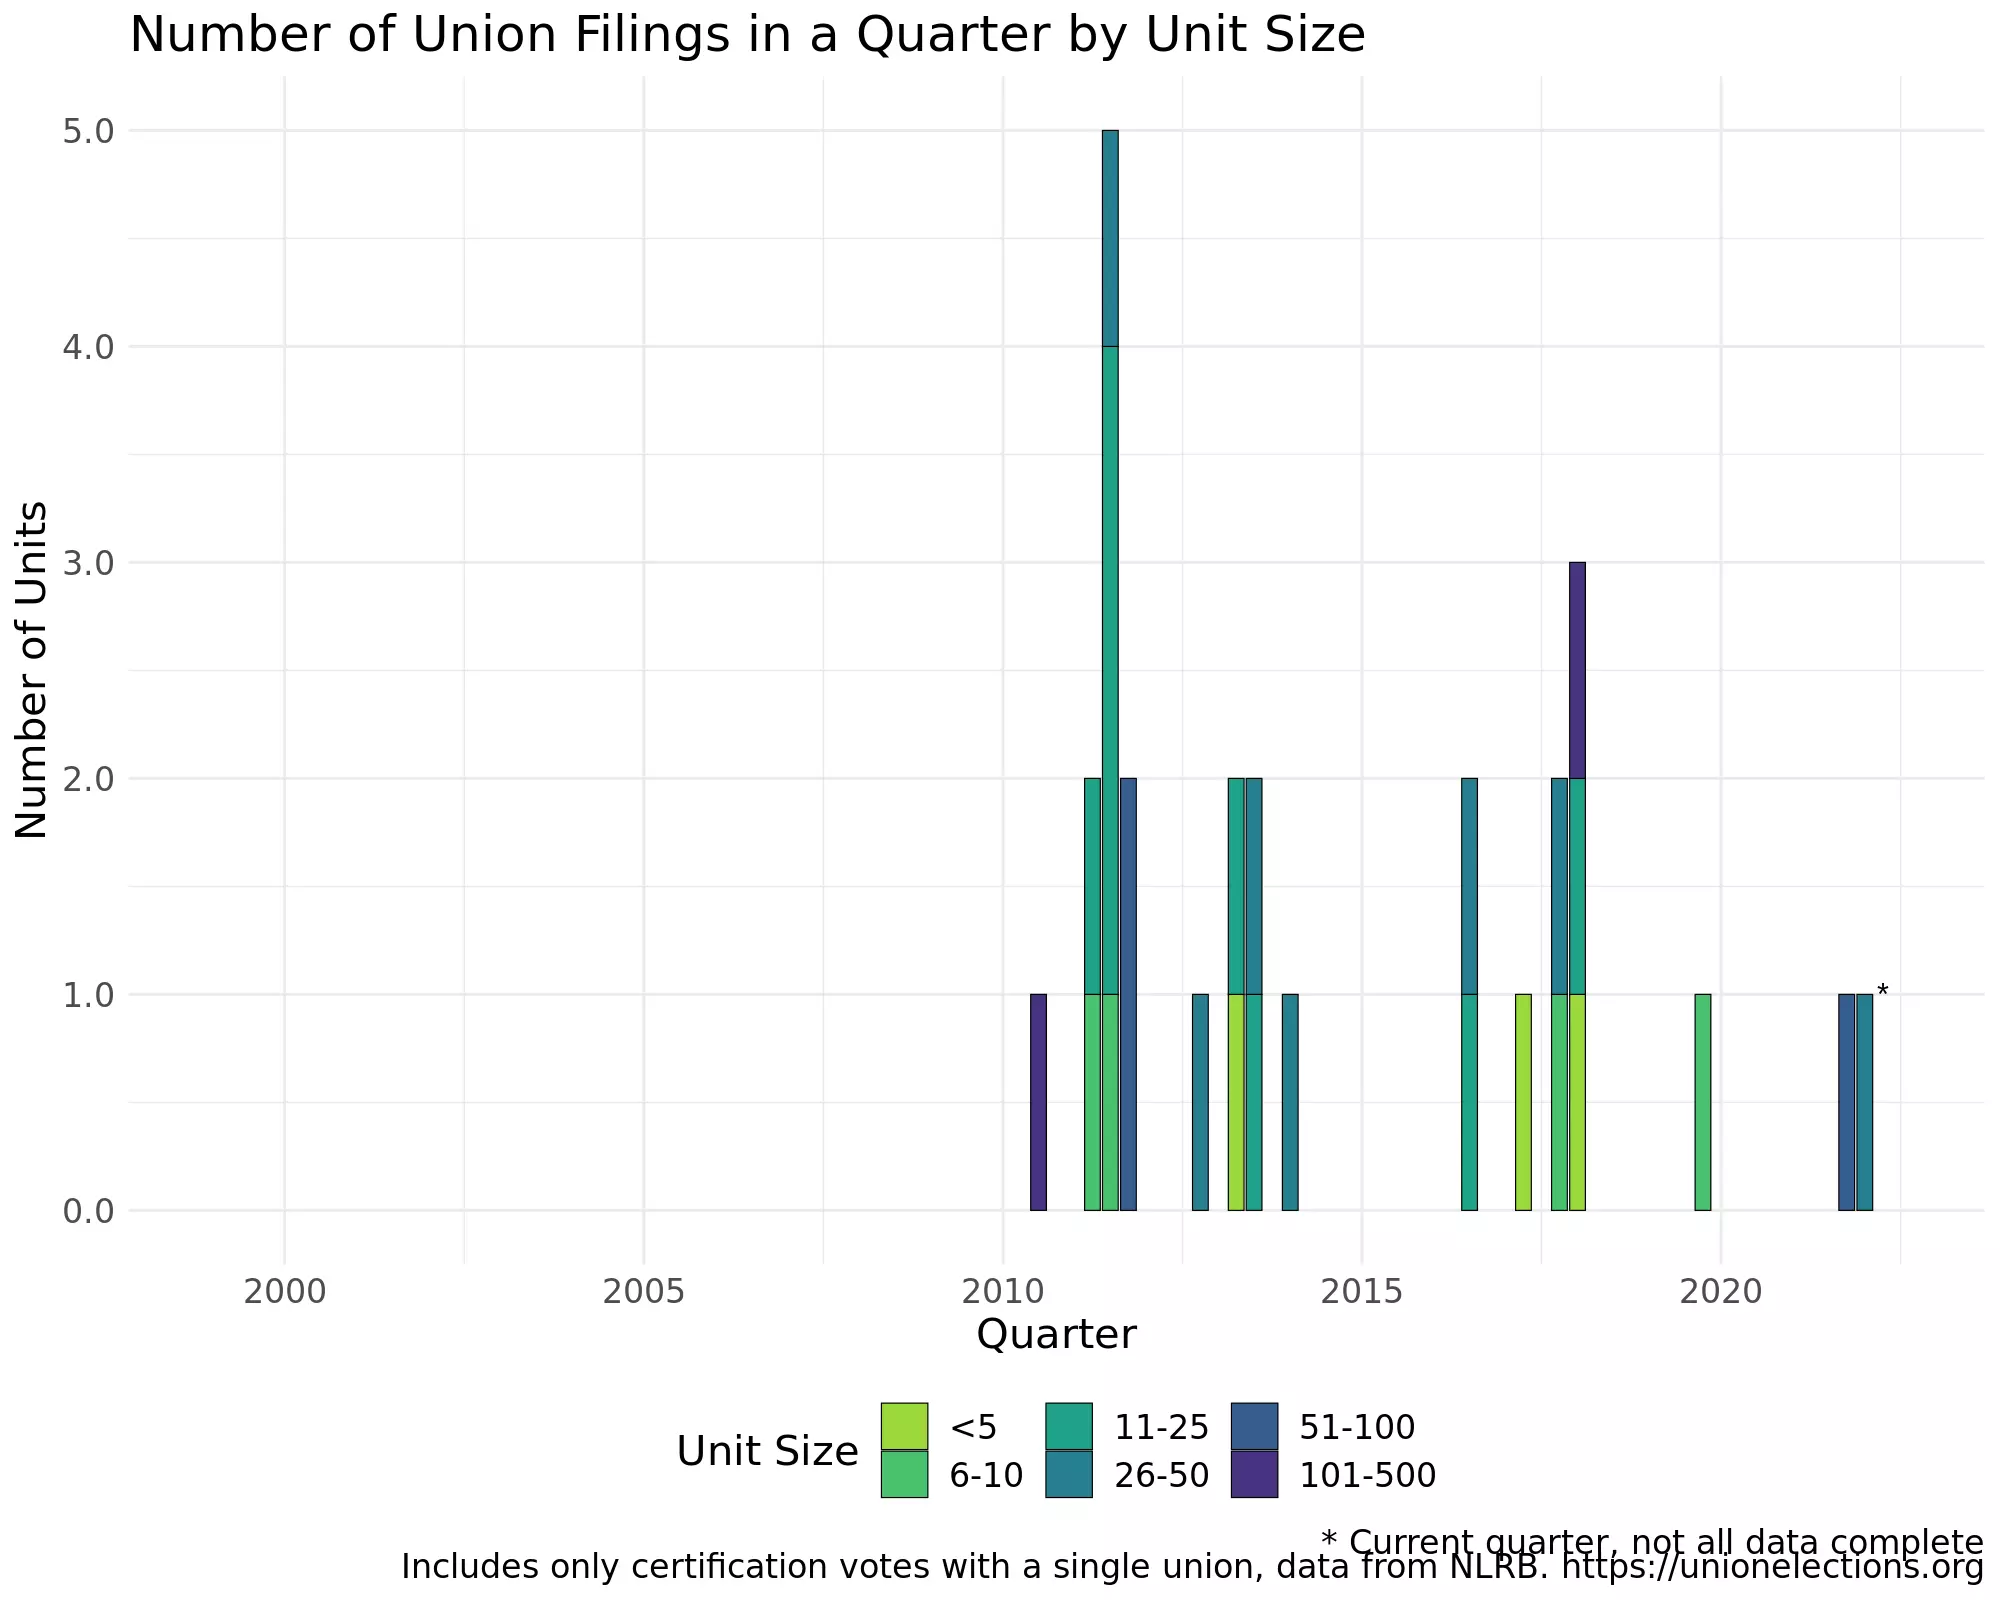 Number of Union Filings in a Quarter by Unit Size
Number of Units
5.0
4.0
3.0
2.0
1.0
0.0
*
2000 2005 2010 2015 2020
Quarter
Unit Size
<5 11-25 51-100
6-10 26-50 101-500
* Current quarter, not all data complete
Includes only certification votes with a single union, data from NLRB. https://unionelections.org